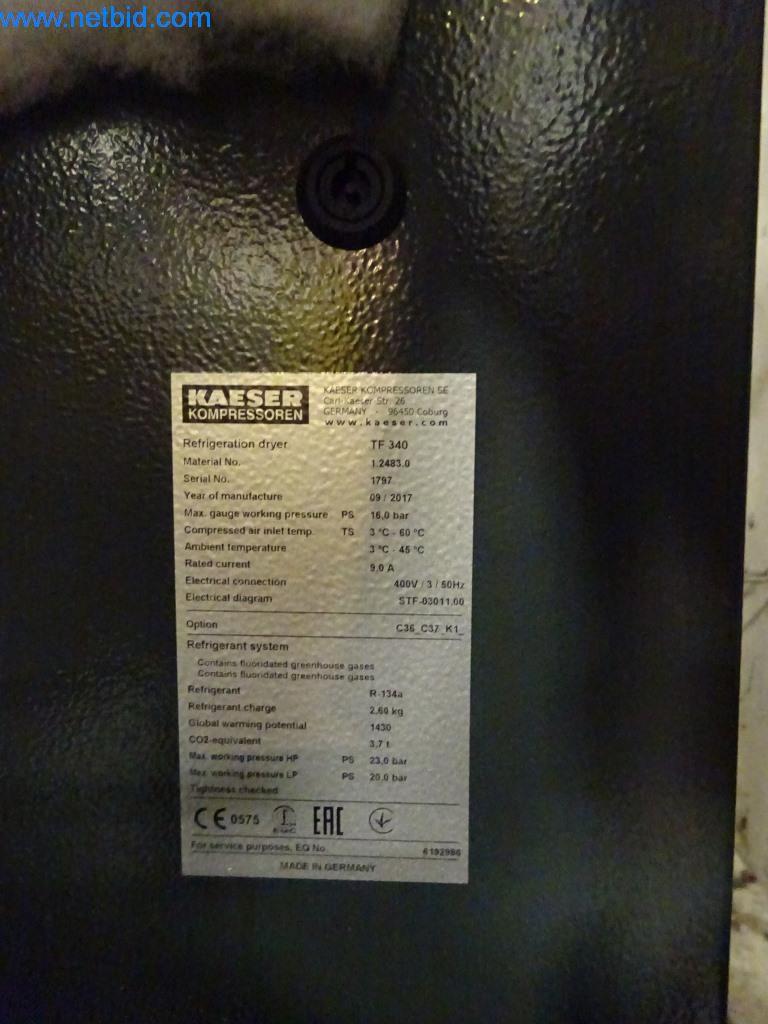 www.netbid.com
KAESER
KOMPRESSOREN
KAESER KOMPRESSOREN SE
Carl-Kaeser Str. 26
GERMANY - 96450 Coburg
www.kaeser.com
Refrigeration dryer TF 340
Material No. 1.2483.0
Serial No. 1797
Year of manufacture 09 / 2017
Max. gauge working pressure PS 16,0 bar
Compressed air inlet temp. TS 3 °C - 60 °C
Ambient temperature 3 °C - 45 °C
Rated current 9,0 A
Electrical connection 400V / 3 / 50Hz
Electrical diagram STF-03011.00
Option C36_C37_K1_
Refrigerant system
Contains fluoridated greenhouse gases
Contains fluoridated greenhouse gases
Refrigerant R-134a
Refrigerant charge 2,60 kg
Global warming potential 1430
CO2-equivalent 3,7 t
Max. working pressure HP PS 23,0 bar
Max. working pressure LP PS 20,0 bar
Tightness checked
CE 0575 EMC EAC
For service purposes, EQ No. 6192986
MADE IN GERMANY